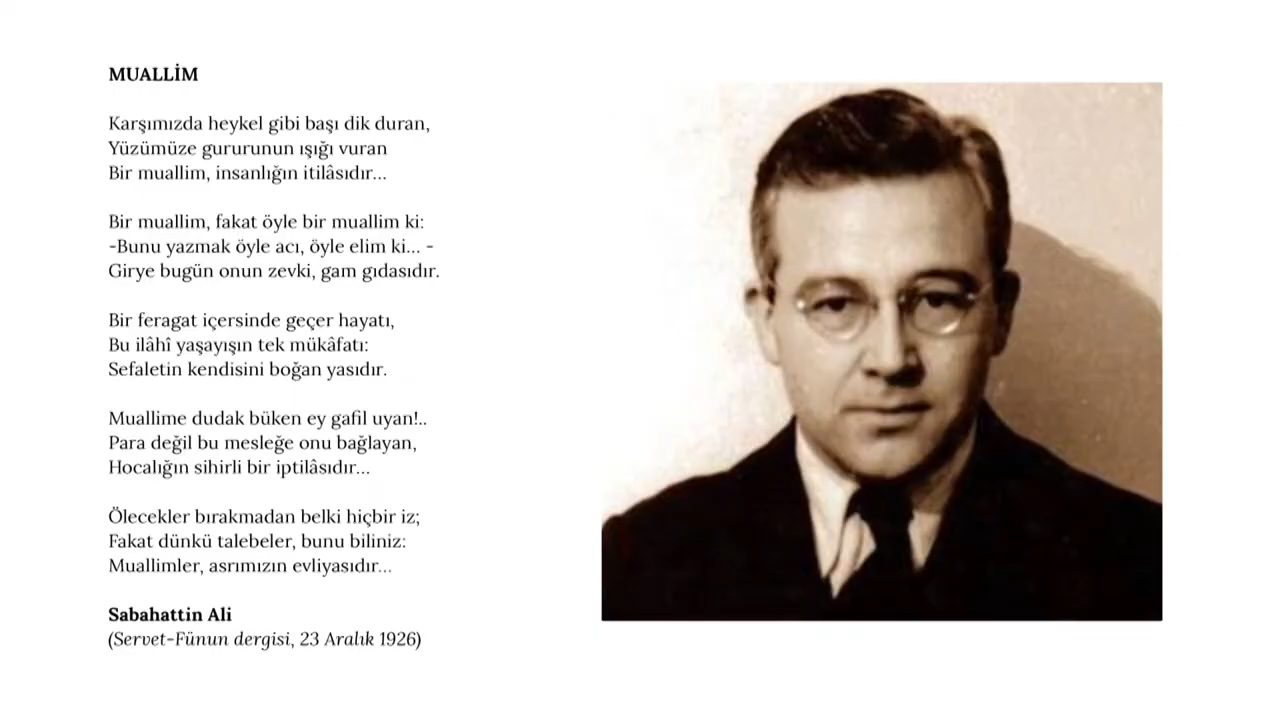 MUALLİM
Karşımızda heykel gibi başı dik duran,
Yüzümüze gururunun ışığı vuran
Bir muallim, insanlığın itilâsıdır...
Bir muallim, fakat öyle bir muallim ki:
-Bunu yazmak öyle acı, öyle elim ki... -
Girye bugün onun zevki, gam gıdasıdır.
Bir feragat içersinde geçer hayatı,
Bu ilâhî yaşayışın tek mükâfatı:
Sefaletin kendisini boğan yasıdır.
Muallime dudak büken ey gafil uyan!..
Para değil bu mesleğe onu bağlayan,
Hocalığın sihirli bir iptilâsıdır...
Ölecekler bırakmadan belki hiçbir iz;
Fakat dünkü talebeler, bunu biliniz:
Muallimler, asrımızın evliyasıdır...
Sabahattin Ali
(Servet-Fünun dergisi, 23 Aralık 1926)